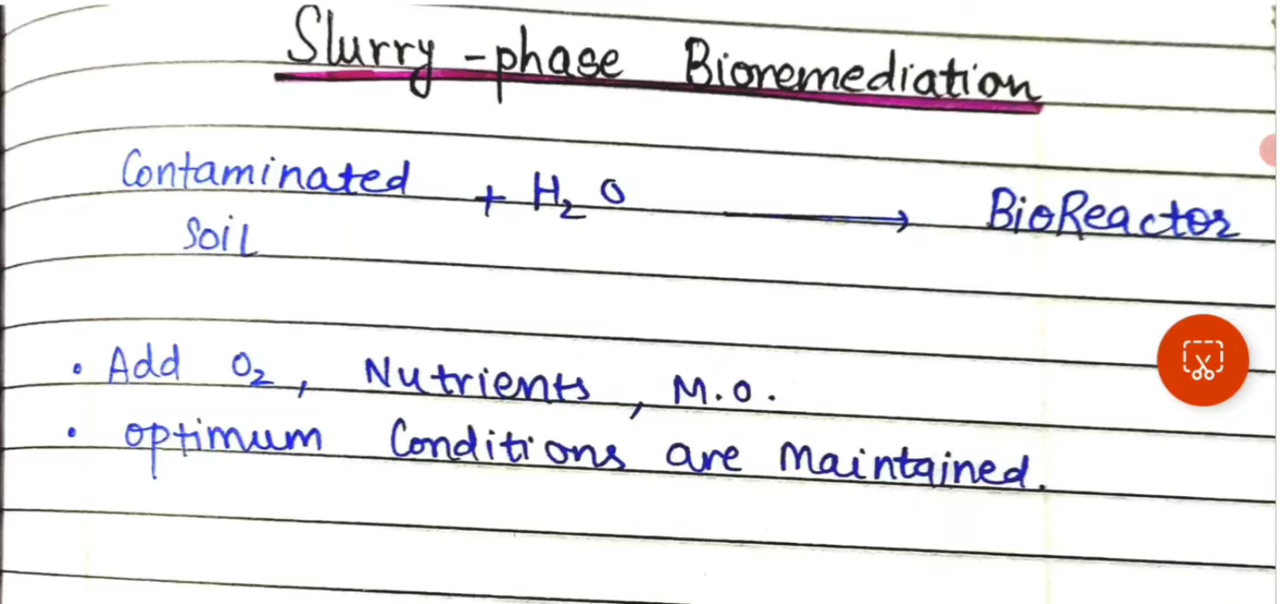 Slurry-phase Bioremediation
Contaminated + H₂O → BioReactor
Soil
• Add O₂, Nutrients, M.O.
• optimum Conditions are Maintained.